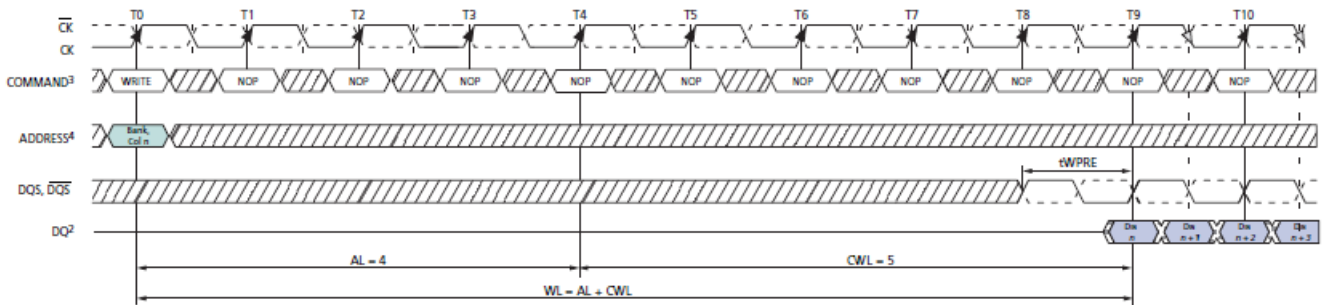 T0 T1 T2 T3 T4 T5 T6 T7 T8 T9 T10
CK
CK
COMMAND3 WRITE NOP NOP NOP NOP NOP NOP NOP NOP NOP NOP
ADDRESS4 Bank, Col n
tWPRE
DQS, DQS
DQ2 Din n Din n+1 Din n+2 Din n+3
AL = 4 CWL = 5
WL = AL + CWL